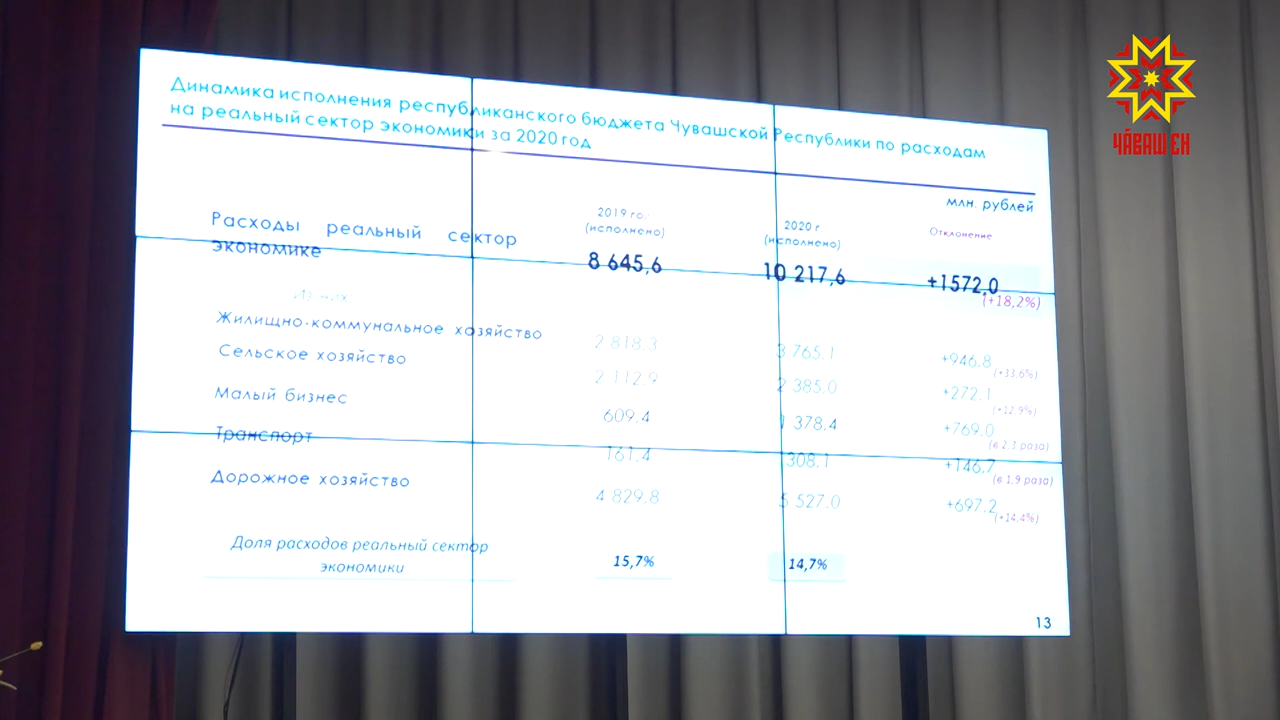 Динамика исполнения республиканского бюджета Чувашской Республики по расходам
на реальный сектор экономики за 2020 год
млн. рублей
2019 го.
(исполнено)
2020 г
(исполнено)
Отклонение
Расходы реальный сектор
экономике
8 645,6
10 217,6
+1572,0
(+18,2%)
Из них
Жилищно-коммунальное хозяйство
2 818.3
3 765.1
+946.8
(+33,6%)
Сельское хозяйство
2 112.9
2 385.0
+272.1
(+12,9%)
Малый бизнес
609.4
1 378,4
+769.0
(в 2,3 раза)
Транспорт
161.4
308.1
+146,7
(в 1,9 раза)
Дорожное хозяйство
4 829.8
5 527.0
+697.2
(+14,4%)
Доля расходов реальный сектор
экономики
15,7%
14,7%
13
ЧӐВАШ ЕН